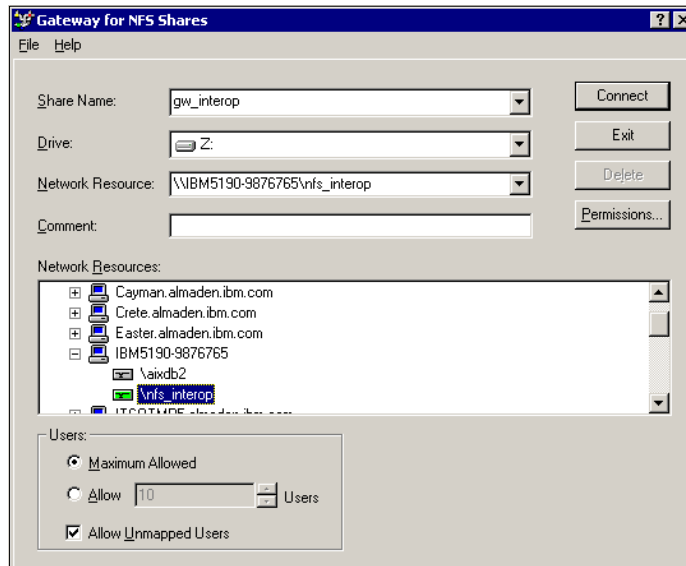 Gateway for NFS Shares
File Help
Share Name: gw_interop
Connect
Drive: Z:
Exit
Network Resource: \\IBM5190-9876765\nfs_interop
Delete
Comment:
Permissions...
Network Resources:
Cayman.almaden.ibm.com
Crete.almaden.ibm.com
Easter.almaden.ibm.com
IBM5190-9876765
\aixdb2
\nfs_interop
Users:
Maximum Allowed
Allow 10 Users
Allow Unmapped Users